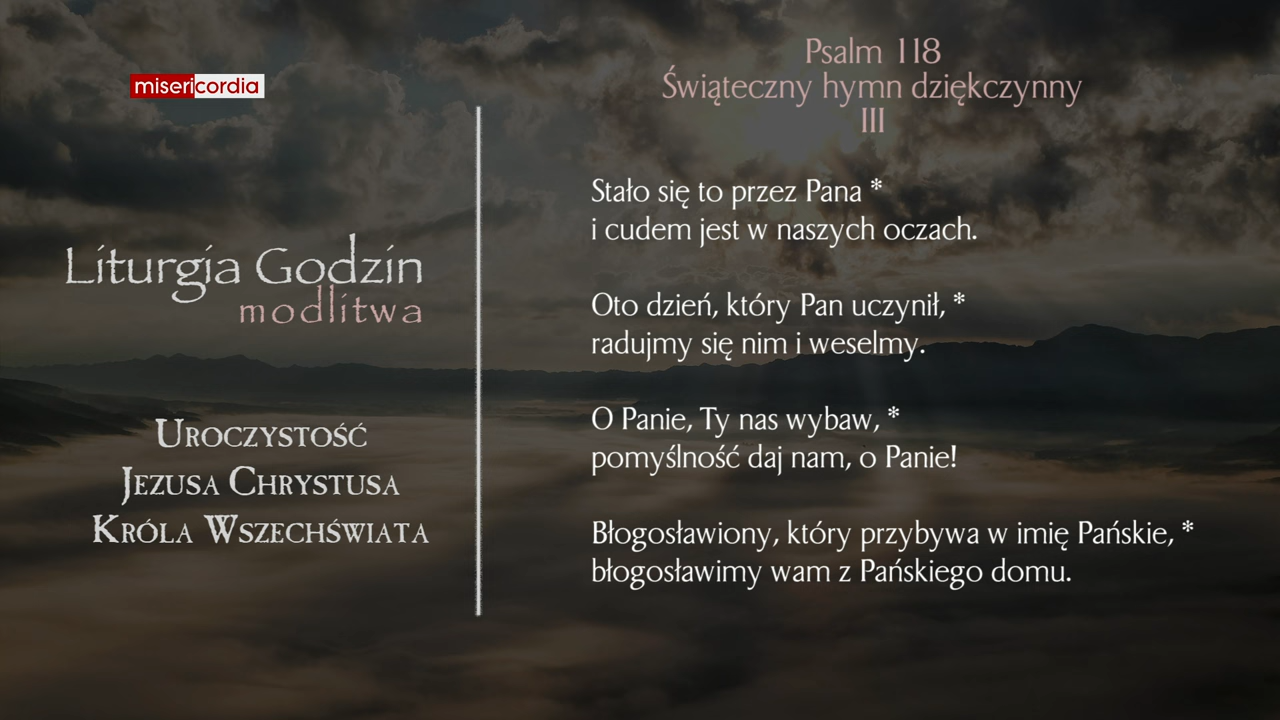 misericordia
Liturgia Godzin
modlitwa
Uroczystość
Jezusa Chrystusa
Króla Wszechświata
Psalm 118
Świąteczny hymn dziękczynny
III
Stało się to przez Pana *
i cudem jest w naszych oczach.
Oto dzień, który Pan uczynił, *
radujmy się nim i weselmy.
O Panie, Ty nas wybaw, *
pomyślność daj nam, o Panie!
Błogosławiony, który przybywa w imię Pańskie, *
błogosławimy wam z Pańskiego domu.